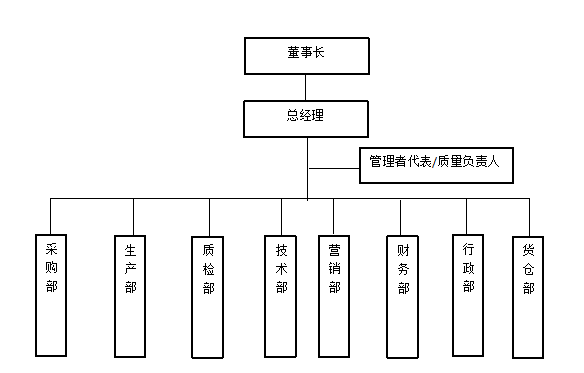 董事长
总经理
管理者代表/质量负责人
采购部
生产部
质检部
技术部
营销部
财务部
行政部
货仓部